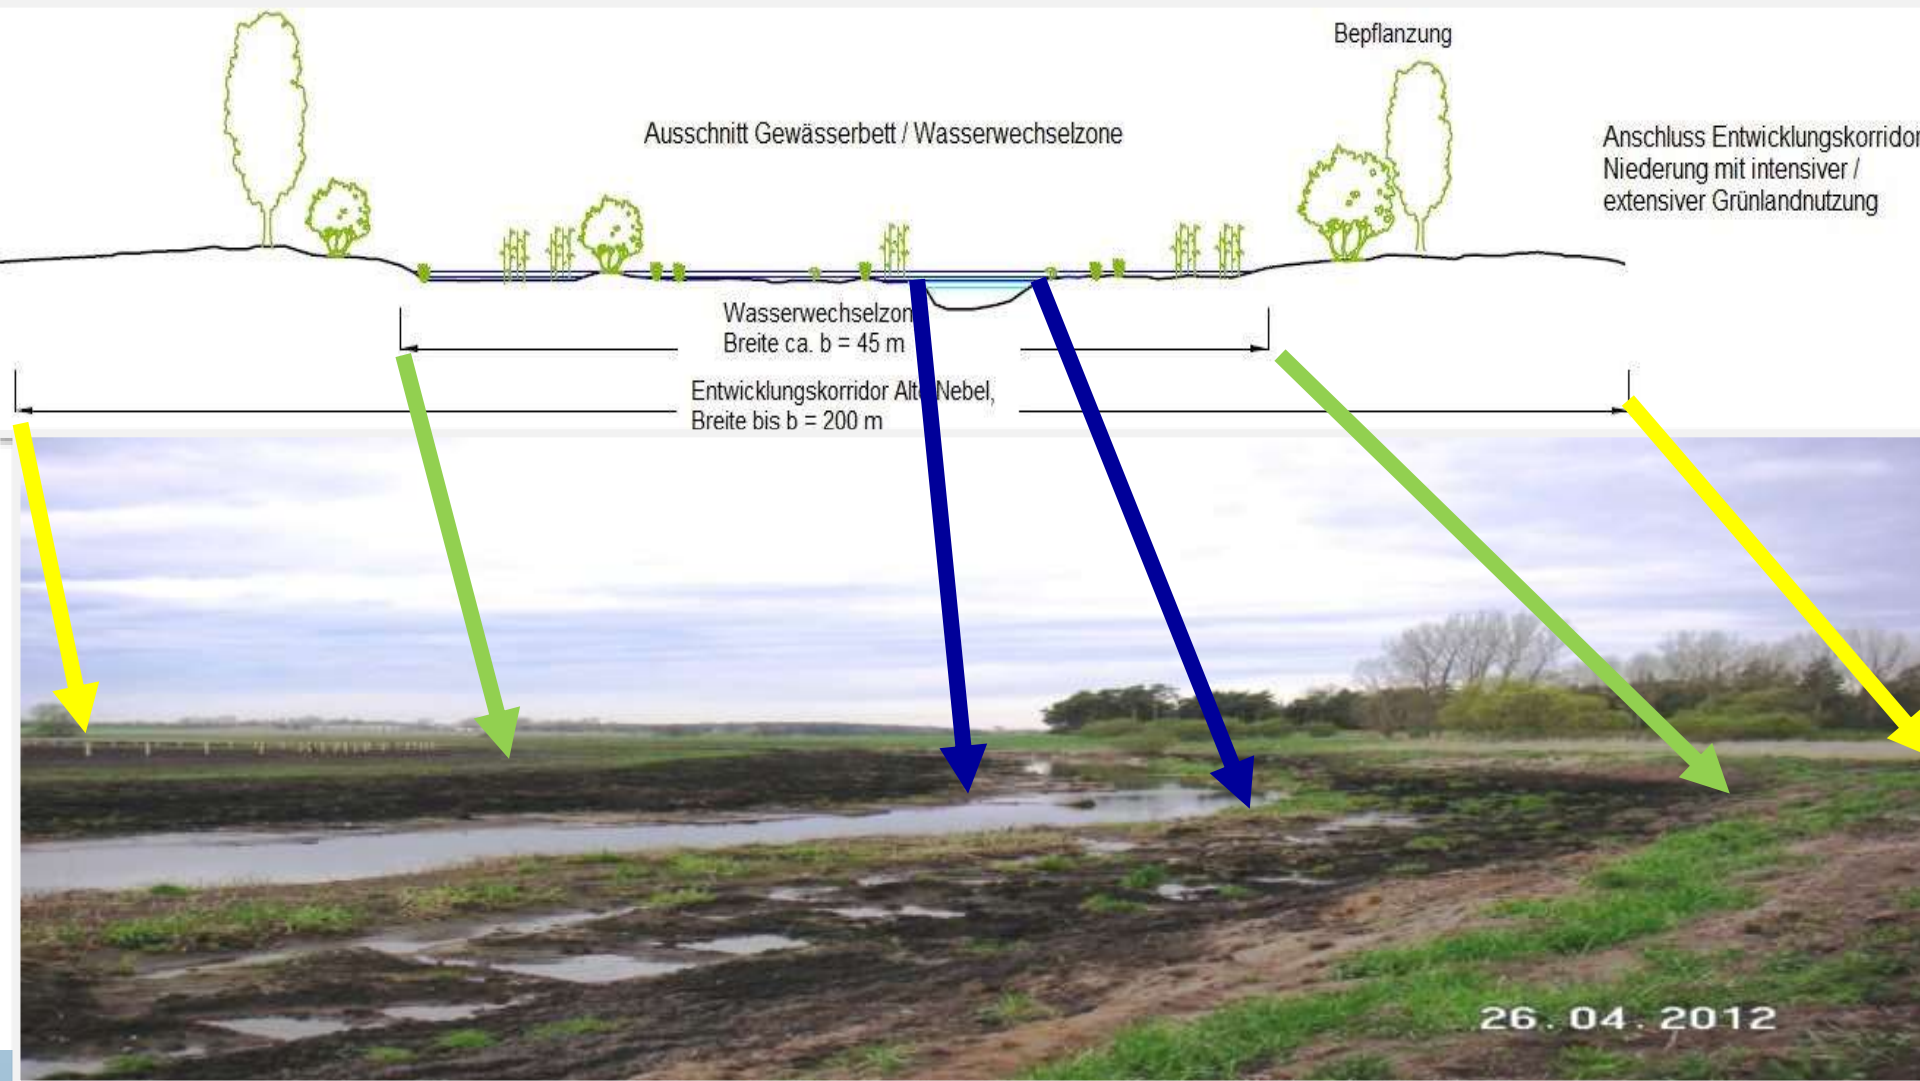 Bepflanzung
Ausschnitt Gewässerbett / Wasserwechselzone
Anschluss Entwicklungskorridor
Niederung mit intensiver /
extensiver Grünlandnutzung
Wasserwechselzon
Breite ca. b = 45 m
Entwicklungskorridor Alte Nebel,
Breite bis b = 200 m
26.04.2012